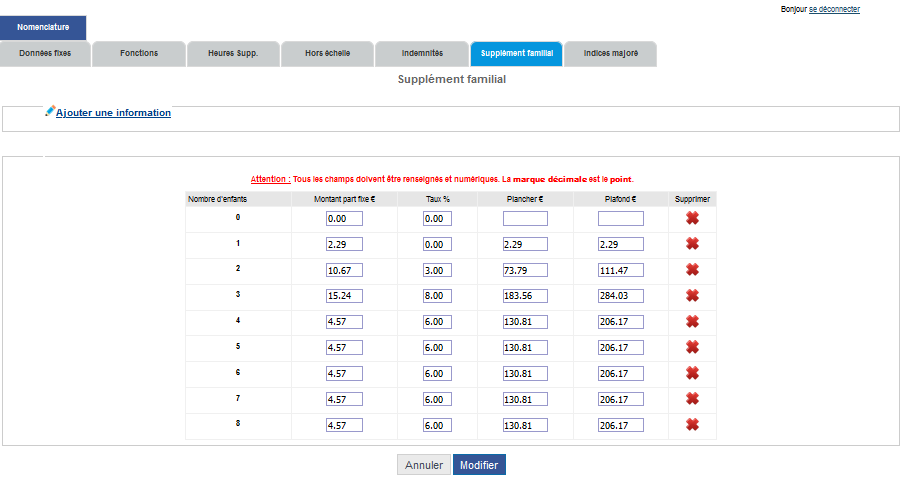 Bonjour se déconnecter
Nomenclature
Données fixes Fonctions Heures Supp. Hors échelle Indemnités Supplément familial Indices majoré
Supplément familial
Ajouter une information
Attention : Tous les champs doivent être renseignés et numériques. La marque décimale est le point.
Nombre d'enfants Montant part fixe € Taux % Plancher € Plafond € Supprimer
0 0.00 0.00
1 2.29 0.00 2.29 2.29
2 10.67 3.00 73.79 111.47
3 15.24 8.00 183.56 284.03
4 4.57 6.00 130.81 206.17
5 4.57 6.00 130.81 206.17
6 4.57 6.00 130.81 206.17
7 4.57 6.00 130.81 206.17
8 4.57 6.00 130.81 206.17
Annuler Modifier